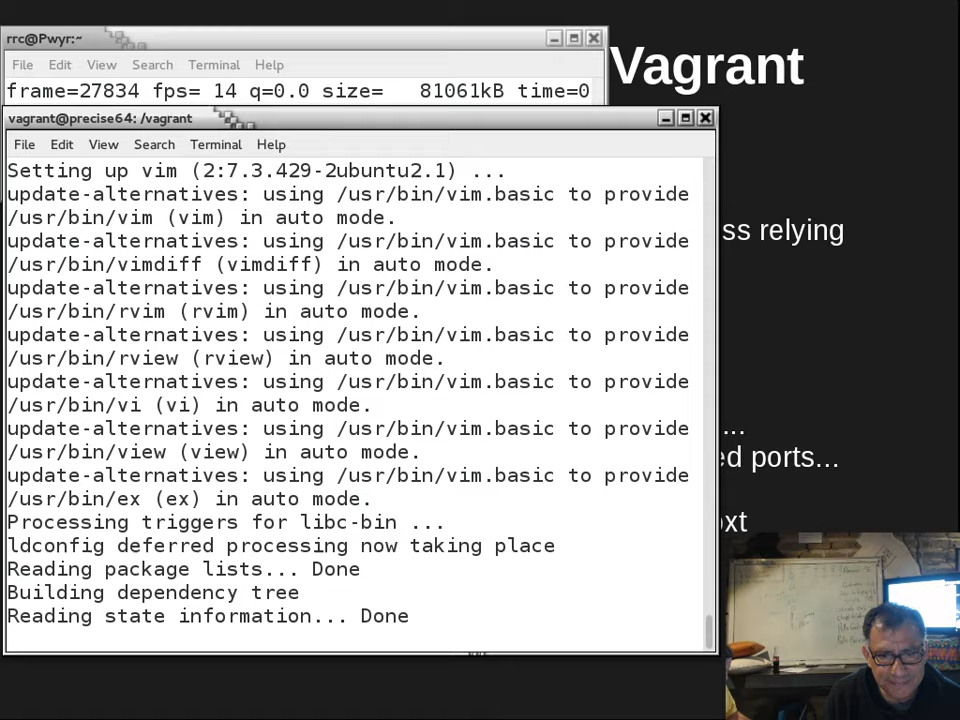 rrc@Pwyr:~
File Edit View Search Terminal Help
frame=27834 fps= 14 q=0.0 size= 81061kB time=0
Vagrant
vagrant@precise64: /vagrant
File Edit View Search Terminal Help
Setting up vim (2:7.3.429-2ubuntu2.1) ...
update-alternatives: using /usr/bin/vim.basic to provide
/usr/bin/vim (vim) in auto mode.
update-alternatives: using /usr/bin/vim.basic to provide
/usr/bin/vimdiff (vimdiff) in auto mode.
update-alternatives: using /usr/bin/vim.basic to provide
/usr/bin/rvim (rvim) in auto mode.
update-alternatives: using /usr/bin/vim.basic to provide
/usr/bin/rview (rview) in auto mode.
update-alternatives: using /usr/bin/vim.basic to provide
/usr/bin/vi (vi) in auto mode.
update-alternatives: using /usr/bin/vim.basic to provide
/usr/bin/view (view) in auto mode.
update-alternatives: using /usr/bin/vim.basic to provide
/usr/bin/ex (ex) in auto mode.
Processing triggers for libc-bin ...
ldconfig deferred processing now taking place
Reading package lists... Done
Building dependency tree
Reading state information... Done
ss relying
...
ed ports...